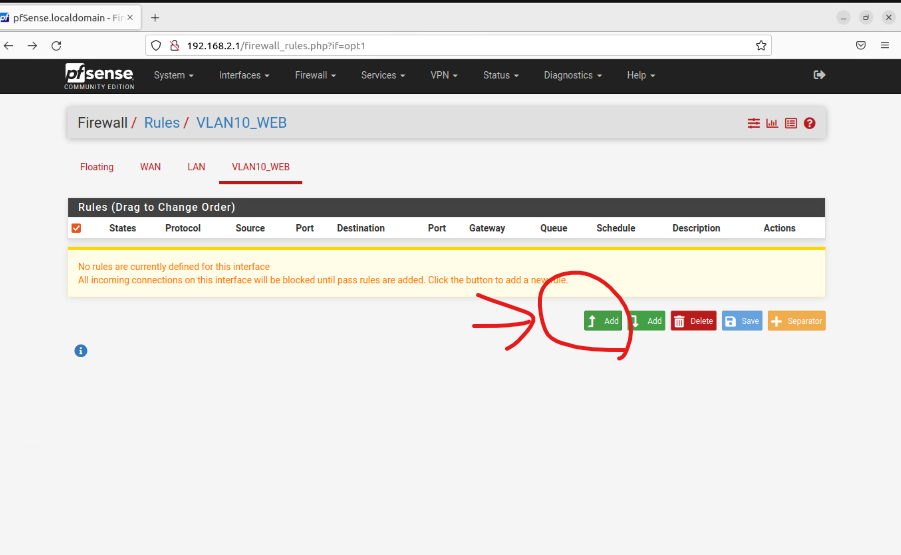 pfSense.localdomain - Fir
192.168.2.1/firewall_rules.php?if=opt1
pfsense
COMMUNITY EDITION
System Interfaces Firewall Services VPN Status Diagnostics Help
Firewall / Rules / VLAN10_WEB
Floating WAN LAN VLAN10_WEB
Rules (Drag to Change Order)
States Protocol Source Port Destination Port Gateway Queue Schedule Description Actions
No rules are currently defined for this interface
All incoming connections on this interface will be blocked until pass rules are added. Click the button to add a new rule.
Add Add Delete Save Separator